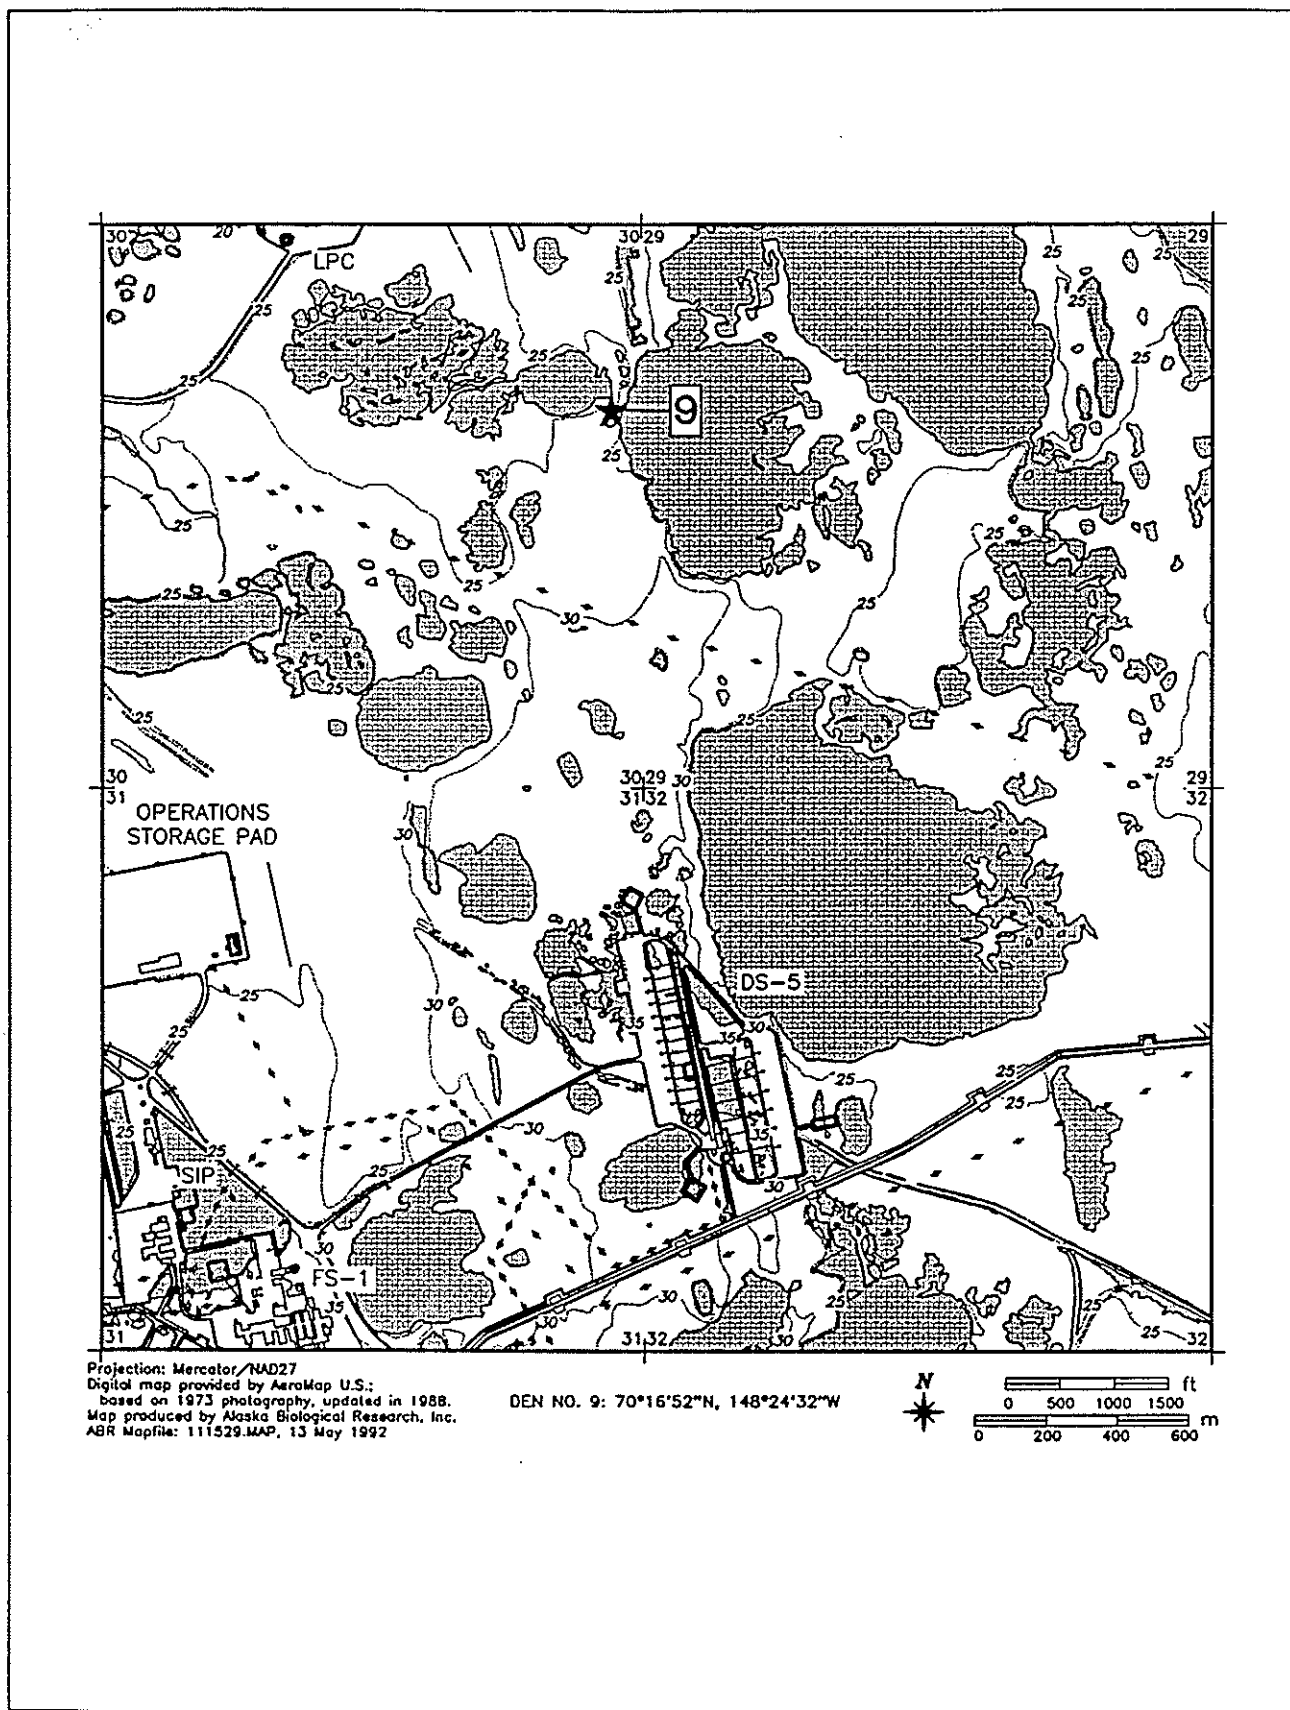 30 20 30 29 29
LPC
25
25
25
25
25
25
25
25
9
25
25
25
25
25
25
30
25
25
25
25
30 30 29 30 29
31 31 32 32
OPERATIONS
STORAGE PAD
30
25
30
DS-5
35
30
35
25
25
25
25
30
25
25
35
SIP
25
30
30
FS-1
35
30
30
25
30
25
31 31 32 32
Projection: Mercator/NAD27
Digital map provided by AeroMap U.S.;
based on 1973 photography, updated in 1988.
Map produced by Alaska Biological Research, Inc.
ABR Mapfile: 111529.MAP, 13 May 1992
DEN NO. 9: 70°16'52"N, 148°24'32"W
N
ft
0 500 1000 1500
m
0 200 400 600